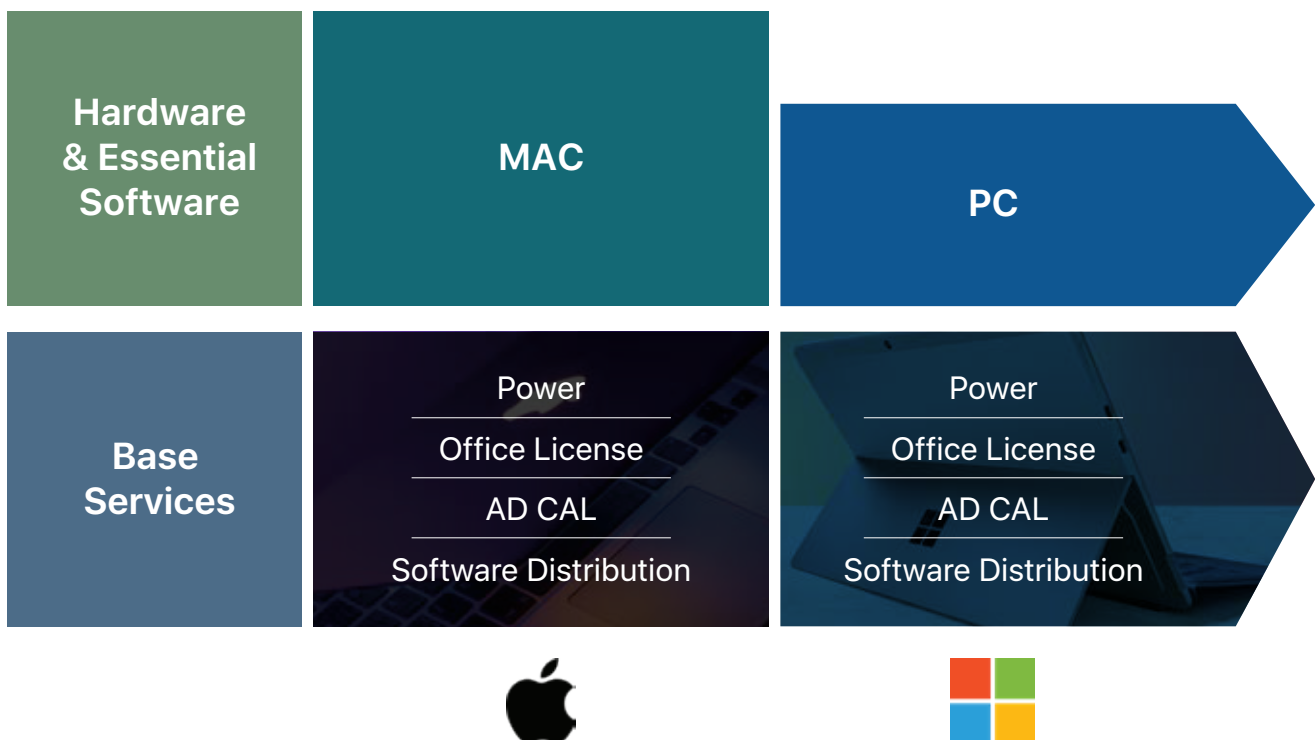 Hardware
& Essential
Software
MAC
PC
Base
Services
Power
Office License
AD CAL
Software Distribution
Power
Office License
AD CAL
Software Distribution